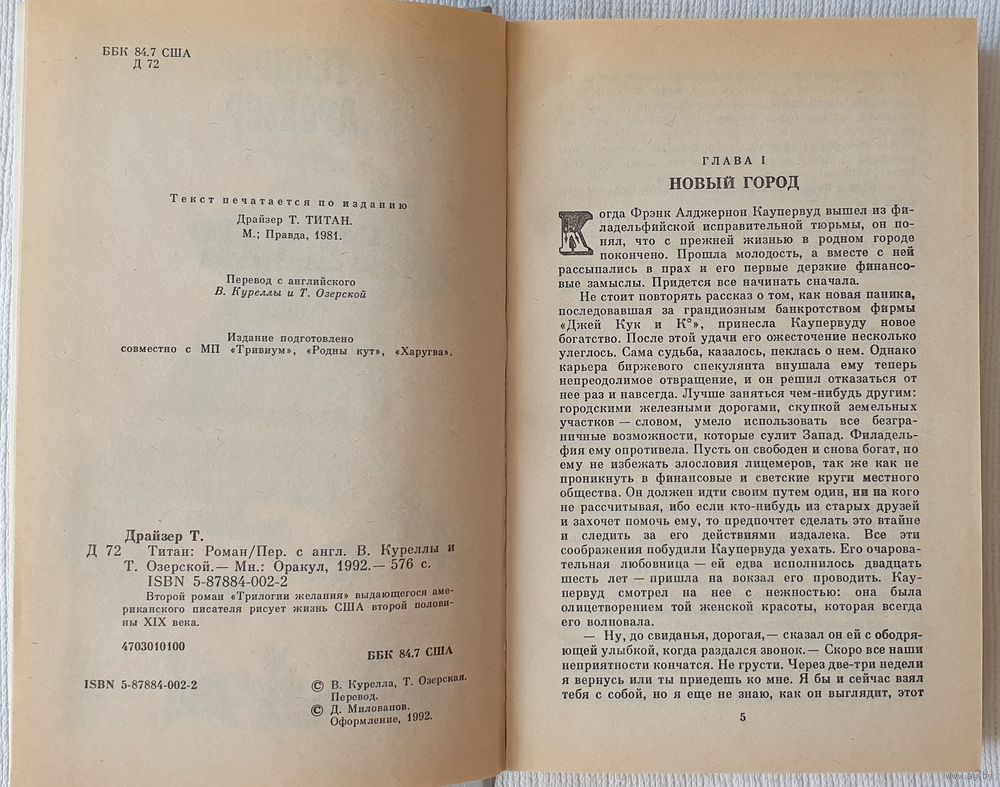 ББК 84.7 США
Д 72
Текст печатается по изданию
Драйзер Т. ТИТАН.
М.; Правда, 1981.
Перевод с английского
В. Куреллы и Т. Озерской
Издание подготовлено
совместно с МП «Тривиум», «Родны кут», «Харугва».
Драйзер Т.
Д 72 Титан: Роман/Пер. с англ. В. Куреллы и
Т. Озерской.— Мн.: Оракул, 1992.— 576 с.
ISBN 5-87884-002-2
Второй роман «Трилогии желания» выдающегося аме-
риканского писателя рисует жизнь США второй полови-
ны XIX века.
4703010100
ББК 84.7 США
ISBN 5-87884-002-2
© В. Курелла, Т. Озерская.
Перевод.
© Д. Милованов.
Оформление, 1992.
ГЛАВА I
НОВЫЙ ГОРОД
Когда Фрэнк Алджернон Каупервуд вышел из фи-
ладельфийской исправительной тюрьмы, он по-
нял, что с прежней жизнью в родном городе
покончено. Прошла молодость, а вместе с ней
рассыпались в прах и его первые дерзкие финансо-
вые замыслы. Придется все начинать сначала.
Не стоит повторять рассказ о том, как новая паника,
последовавшая за грандиозным банкротством фирмы
«Джей Кук и К°», принесла Каупервуду новое
богатство. После этой удачи его ожесточение несколько
улеглось. Сама судьба, казалось, пеклась о нем. Однако
карьера биржевого спекулянта внушала ему теперь
непреодолимое отвращение, и он решил отказаться от
нее раз и навсегда. Лучше заняться чем-нибудь другим:
городскими железными дорогами, скупкой земельных
участков — словом, умело использовать все безгра-
ничные возможности, которые сулит Запад. Филадель-
фия ему опротивела. Пусть он свободен и снова богат, но
ему не избежать злословия лицемеров, так же как не
проникнуть в финансовые и светские круги местного
общества. Он должен идти своим путем один, ни на кого
не рассчитывая, ибо если кто-нибудь из старых друзей
и захочет помочь ему, то предпочтет сделать это втайне
и следить за его действиями издалека. Все эти
соображения побудили Каупервуда уехать. Его очарова-
тельная любовница — ей едва исполнилось двадцать
шесть лет — пришла на вокзал его проводить. Кау-
первуд смотрел на нее с нежностью: она была
олицетворением той женской красоты, которая всегда
его волновала.
— Ну, до свиданья, дорогая,— сказал он ей с ободря-
ющей улыбкой, когда раздался звонок.— Скоро все наши
неприятности кончатся. Не грусти. Через две-три недели
я вернусь или ты приедешь ко мне. Я бы и сейчас взял
тебя с собой, но я еще не знаю, как он выглядит, этот
5
www.ay.by